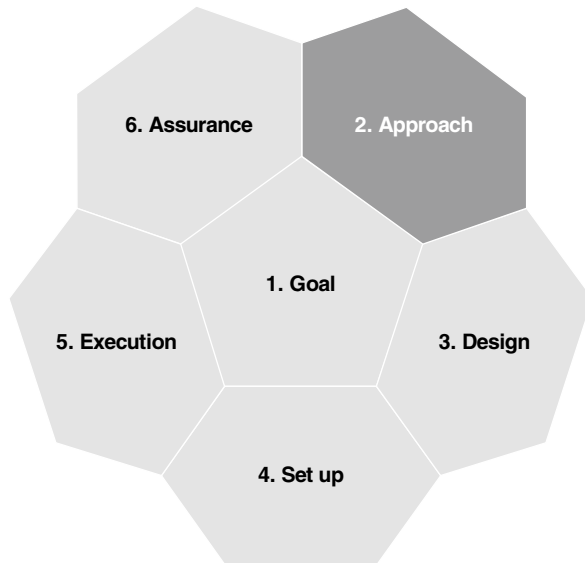 6. Assurance
2. Approach
1. Goal
5. Execution
3. Design
4. Set up